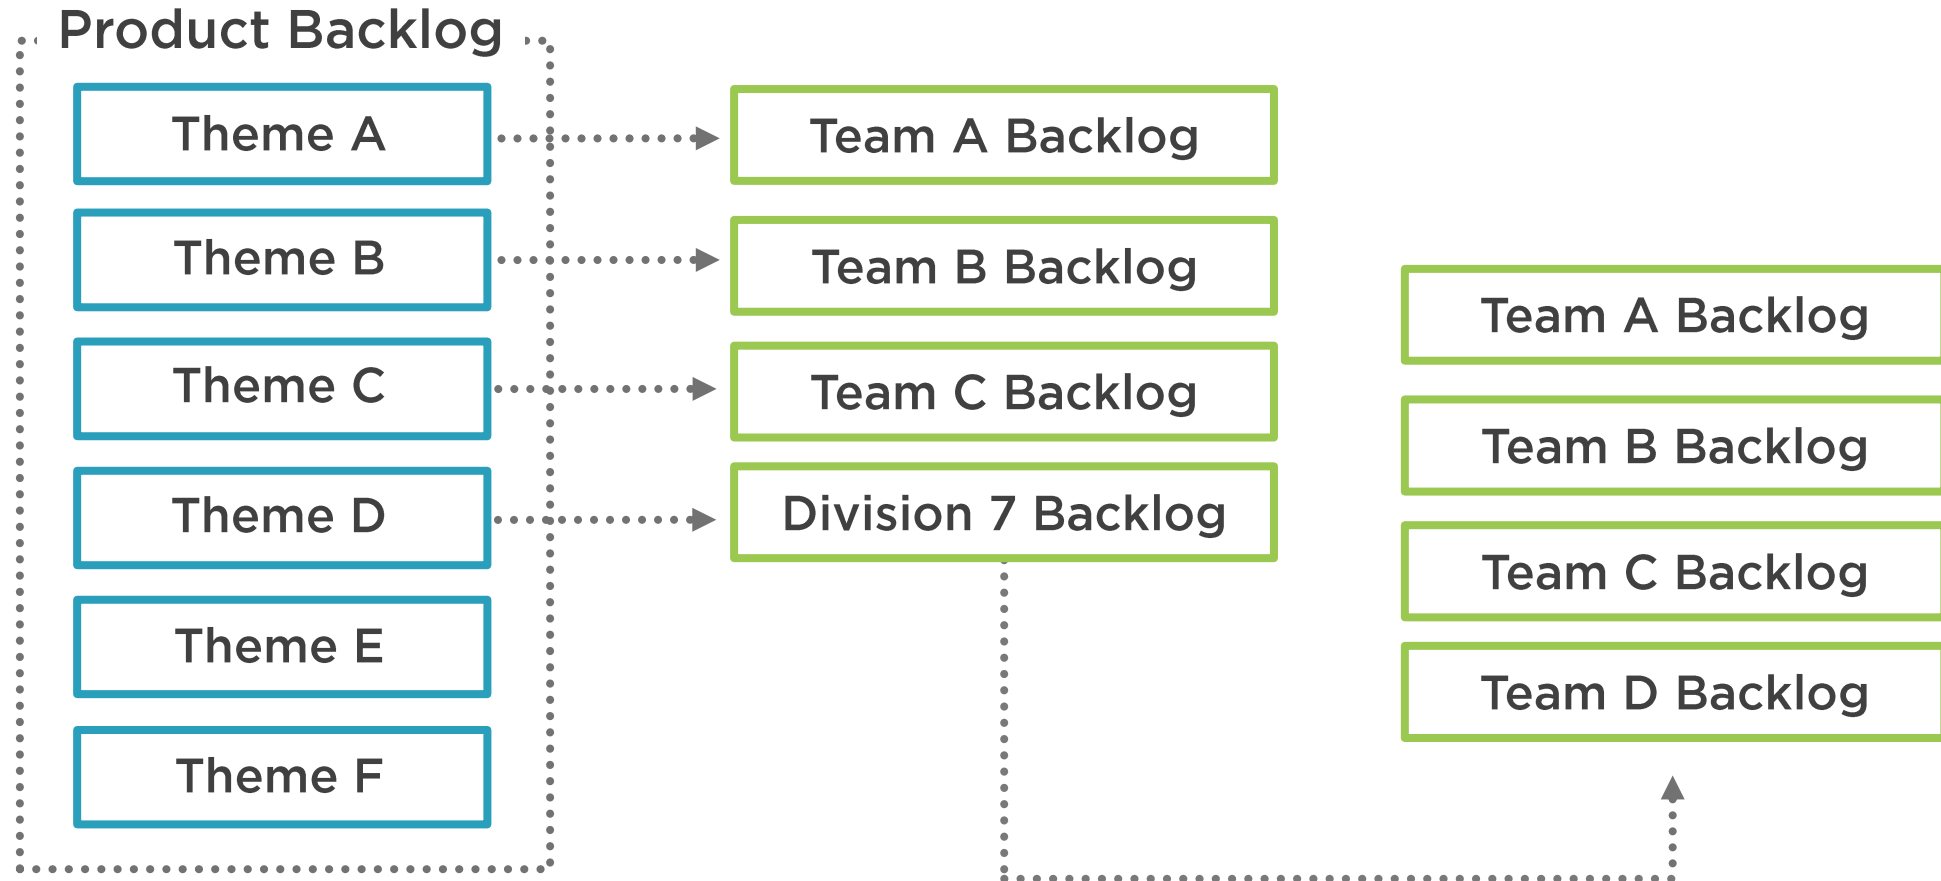 Product Backlog
Theme A
Theme B
Theme C
Theme D
Theme E
Theme F
Team A Backlog
Team B Backlog
Team C Backlog
Division 7 Backlog
Team A Backlog
Team B Backlog
Team C Backlog
Team D Backlog